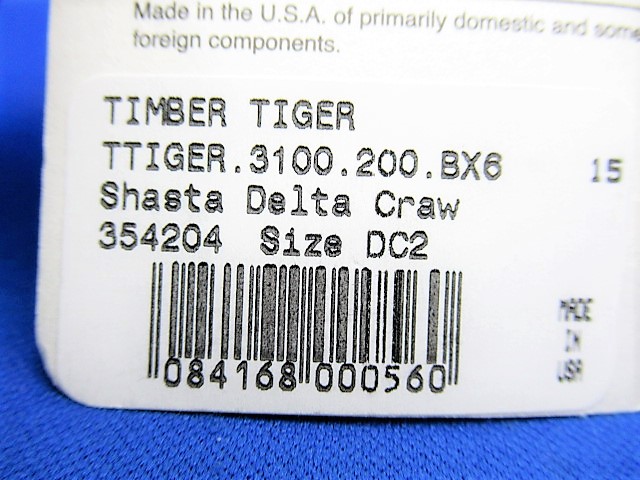 Made in the U.S.A. of primarily domestic and some
foreign components.
TIMBER TIGER
TTIGER.3100.200.BX6 15
Shasta Delta Craw
354204 Size DC2
084168 000560
MADE
IN
USA